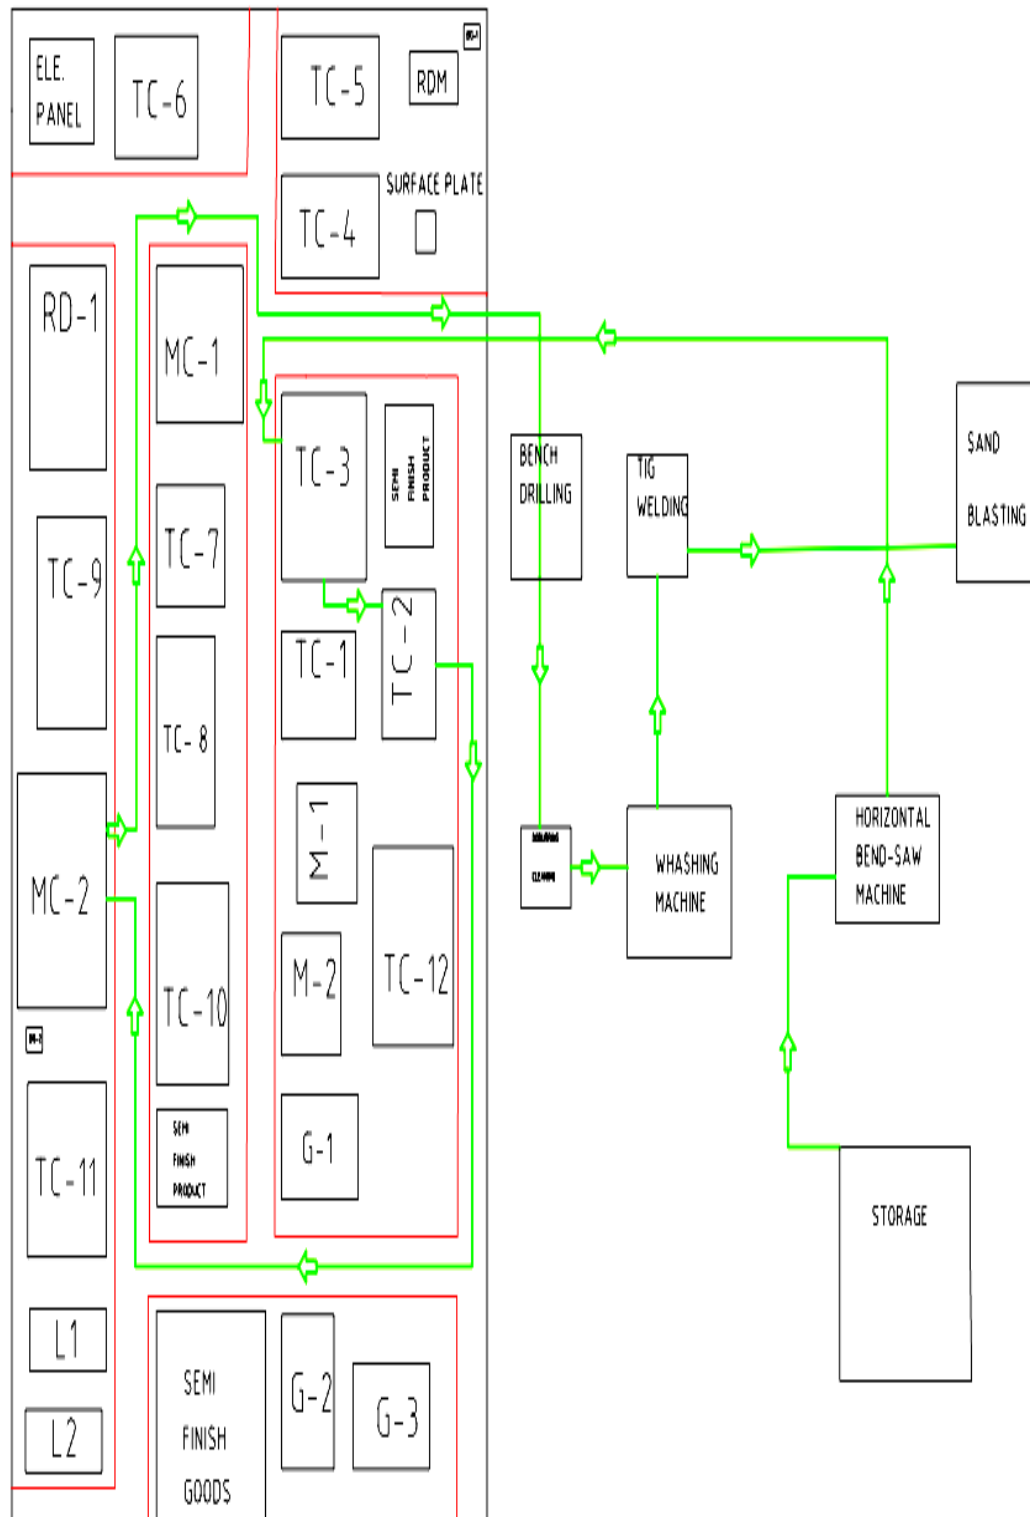 ELE.
PANEL
TC-6
TC-5
RDM
SURFACE PLATE
TC-4
RD-1
MC-1
TC-3
SEMI
FINISH
PRODUCT
BENCH
DRILLING
TIG
WELDING
SAND
BLASTING
TC-9
TC-7
TC-2
TC-1
TC-8
MC-2
M-1
TC-12
CLEANING
WHASHING
MACHINE
HORIZONTAL
BEND-SAW
MACHINE
TC-10
M-2
TC-11
SEMI
FINISH
PRODUCT
G-1
STORAGE
L1
L2
SEMI
FINISH
GOODS
G-2
G-3